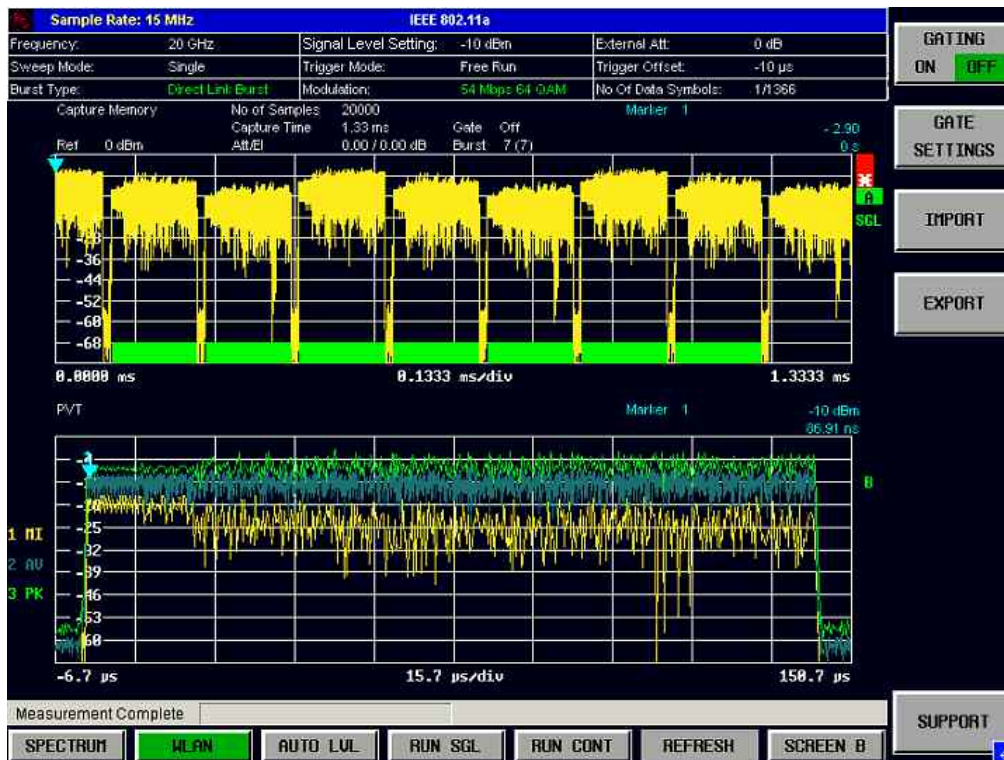 Sample Rate: 15 MHz IEEE 802.11a
Frequency: 20 GHz Signal Level Setting: -10 dBm External Att: 0 dB
Sweep Mode: Single Trigger Mode: Free Run Trigger Offset: -10 µs
Burst Type: Direct Link Burst Modulation: 54 Mbps 64 QAM No Of Data Symbols: 1/1366
Capture Memory No of Samples 20000 Marker 1
Capture Time 1.33 ms Gate Off - 2.90
Ref 0 dBm Att/El 0.00 / 0.00 dB Burst 7 (7) 0 s
A
SGL
-36
-44
-52
-60
-68
0.0000 ms 0.1333 ms/div 1.3333 ms
PVT Marker 1 -10 dBm
86.91 ns
B
-25
1 MI
-32
2 AV
-39
3 PK
-46
-53
-60
-6.7 µs 15.7 µs/div 150.7 µs
Measurement Complete
SPECTRUM WLAN AUTO LVL RUN SGL RUN CONT REFRESH SCREEN B
GATING
ON OFF
GATE
SETTINGS
IMPORT
EXPORT
SUPPORT